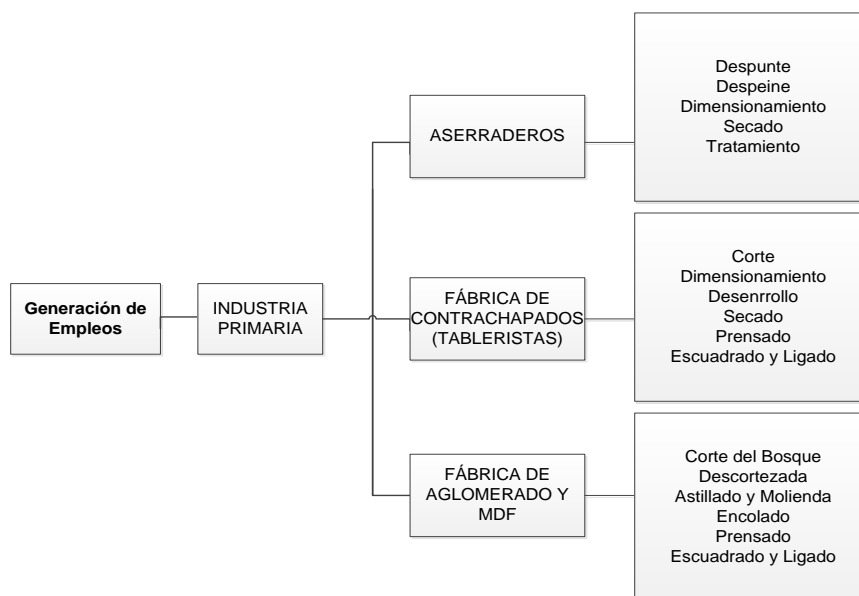 Generación de
Empleos
INDUSTRIA
PRIMARIA
ASERRADEROS
Despunte
Despeine
Dimensionamiento
Secado
Tratamiento
FÁBRICA DE
CONTRACHAPADOS
(TABLERISTAS)
Corte
Dimensionamiento
Desenrrollo
Secado
Prensado
Escuadrado y Ligado
FÁBRICA DE
AGLOMERADO Y
MDF
Corte del Bosque
Descortezada
Astillado y Molienda
Encolado
Prensado
Escuadrado y Ligado